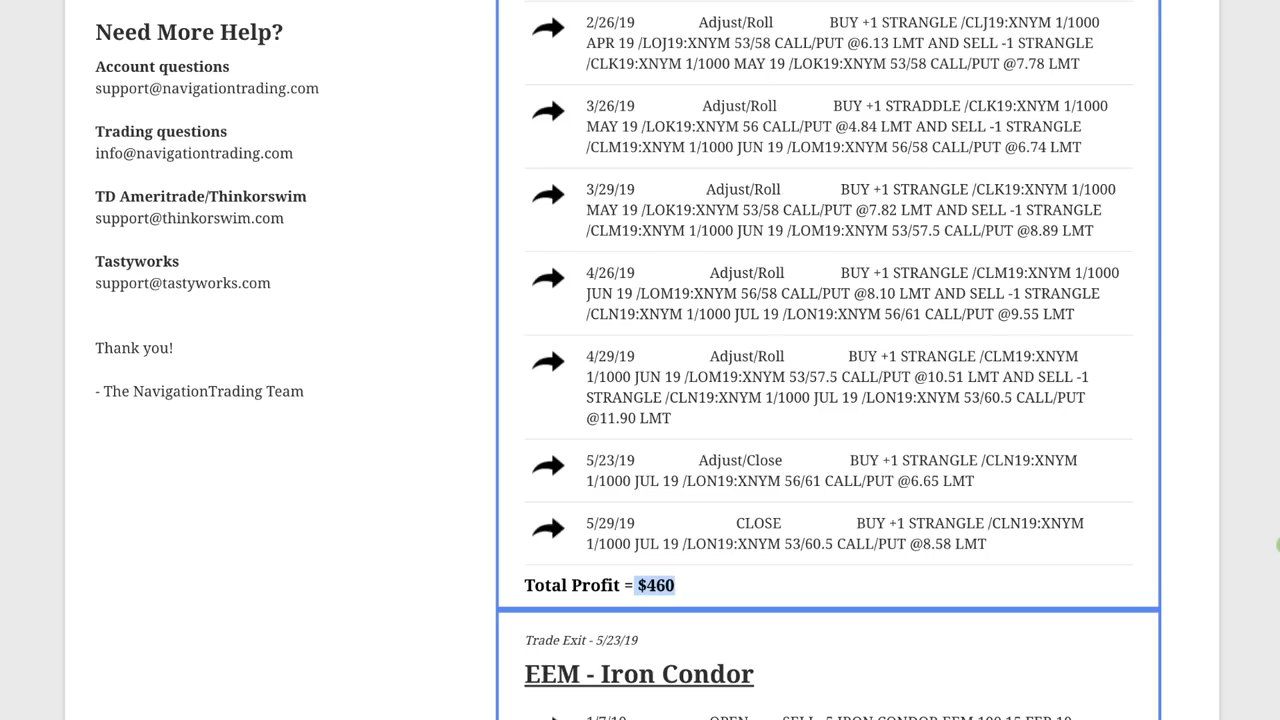 Need More Help?
Account questions
support@navigationtrading.com
Trading questions
info@navigationtrading.com
TD Ameritrade/Thinkorswim
support@thinkorswim.com
Tastyworks
support@tastyworks.com
Thank you!
- The NavigationTrading Team
2/26/19 Adjust/Roll BUY +1 STRANGLE /CLJ19:XNYM 1/1000
APR 19 /LOJ19:XNYM 53/58 CALL/PUT @6.13 LMT AND SELL -1 STRANGLE
/CLK19:XNYM 1/1000 MAY 19 /LOK19:XNYM 53/58 CALL/PUT @7.78 LMT
3/26/19 Adjust/Roll BUY +1 STRADDLE /CLK19:XNYM 1/1000
MAY 19 /LOK19:XNYM 56 CALL/PUT @4.84 LMT AND SELL -1 STRANGLE
/CLM19:XNYM 1/1000 JUN 19 /LOM19:XNYM 56/58 CALL/PUT @6.74 LMT
3/29/19 Adjust/Roll BUY +1 STRANGLE /CLK19:XNYM 1/1000
MAY 19 /LOK19:XNYM 53/58 CALL/PUT @7.82 LMT AND SELL -1 STRANGLE
/CLM19:XNYM 1/1000 JUN 19 /LOM19:XNYM 53/57.5 CALL/PUT @8.89 LMT
4/26/19 Adjust/Roll BUY +1 STRANGLE /CLM19:XNYM 1/1000
JUN 19 /LOM19:XNYM 56/58 CALL/PUT @8.10 LMT AND SELL -1 STRANGLE
/CLN19:XNYM 1/1000 JUL 19 /LON19:XNYM 56/61 CALL/PUT @9.55 LMT
4/29/19 Adjust/Roll BUY +1 STRANGLE /CLM19:XNYM
1/1000 JUN 19 /LOM19:XNYM 53/57.5 CALL/PUT @10.51 LMT AND SELL -1
STRANGLE /CLN19:XNYM 1/1000 JUL 19 /LON19:XNYM 53/60.5 CALL/PUT
@11.90 LMT
5/23/19 Adjust/Close BUY +1 STRANGLE /CLN19:XNYM
1/1000 JUL 19 /LON19:XNYM 56/61 CALL/PUT @6.65 LMT
5/29/19 CLOSE BUY +1 STRANGLE /CLN19:XNYM
1/1000 JUL 19 /LON19:XNYM 53/60.5 CALL/PUT @8.58 LMT
Total Profit = $460
Trade Exit - 5/23/19
EEM - Iron Condor
1/7/19 OPEN SELL -5 IRON CONDOR EEM 100 15 FEB 19